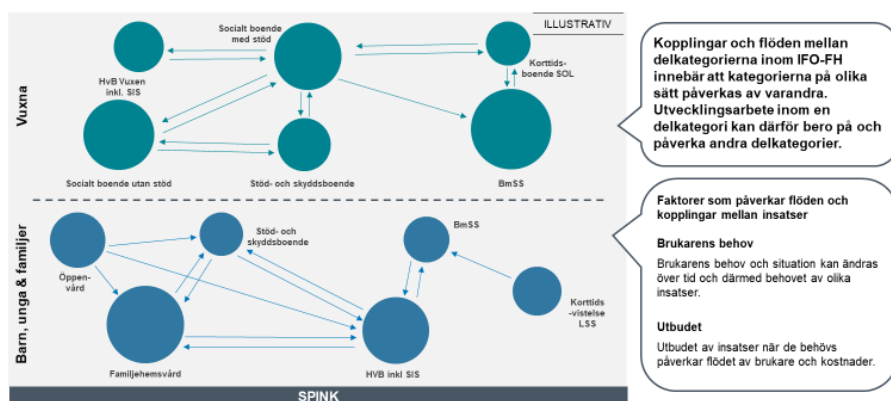 ILLUSTRATIV
Vuxna
Socialt boende
med stöd
HvB Vuxen
inkl. SIS
Korttids-
boende SOL
Socialt boende utan stöd
Stöd- och skyddsboende
BmSS
Barn, unga & familjer
Öppen-
vård
Stöd- och
skyddsboende
BmSS
Korttids
-vistelse
LSS
Familjehemsvård
HVB inkl SIS
SPINK
Kopplingar och flöden mellan
delkategorierna inom IFO-FH
innebär att kategorierna på olika
sätt påverkas av varandra.
Utvecklingsarbete inom en
delkategori kan därför bero på och
påverka andra delkategorier.
Faktorer som påverkar flöden och
kopplingar mellan insatser
Brukarens behov
Brukarens behov och situation kan ändras
över tid och därmed behovet av olika
insatser.
Utbudet
Utbudet av insatser när de behövs
påverkar flödet av brukare och kostnader.